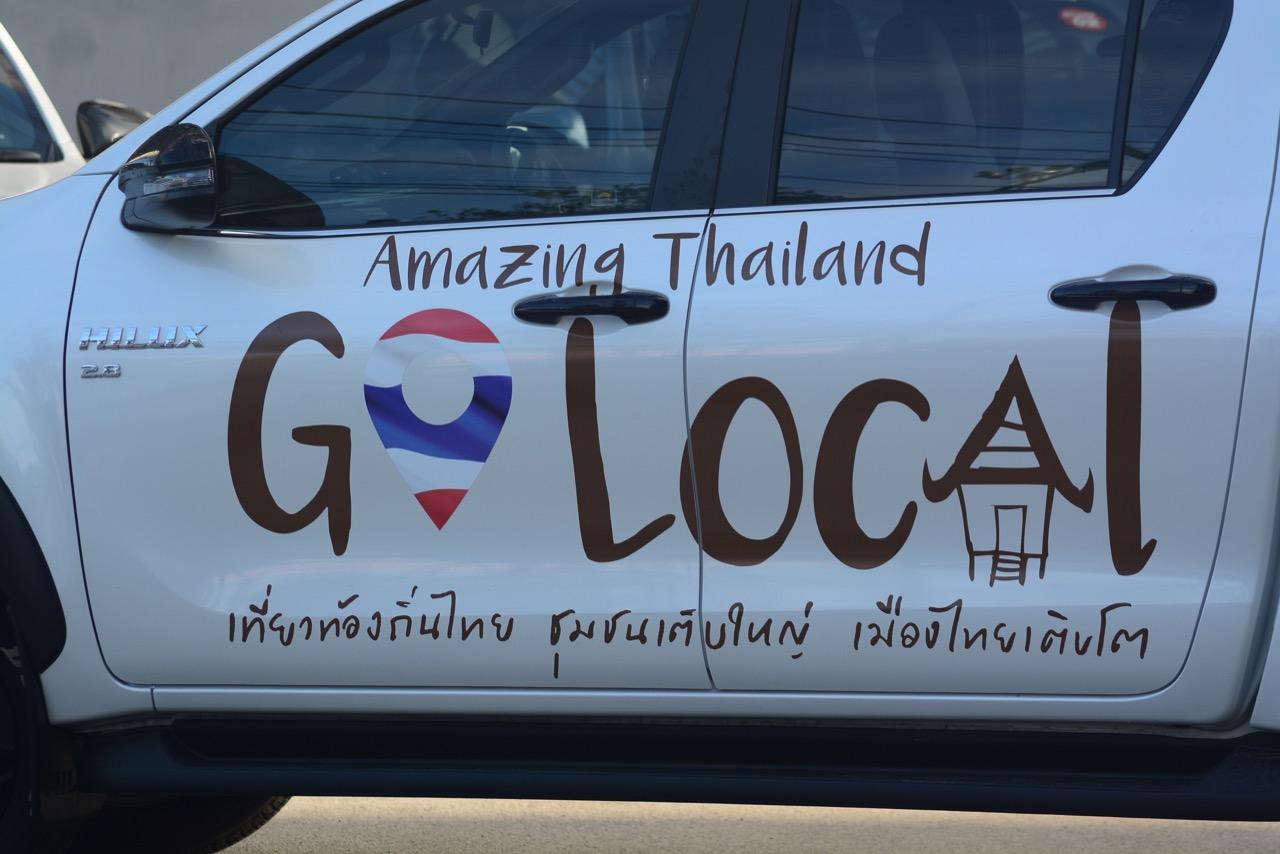 Amazing Thailand
HILUX
2.8
GO Local
เที่ยวท้องถิ่นไทย ชุมชนเติบใหญ่ เมืองไทยเติบโต